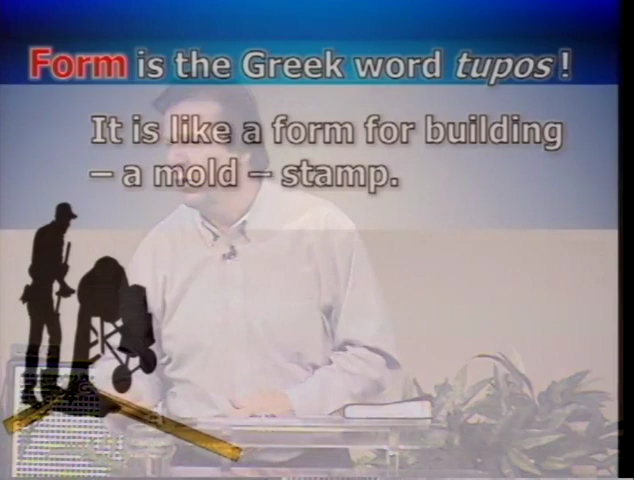 Form is the Greek word tupos!
It is like a form for building
– a mold – stamp.